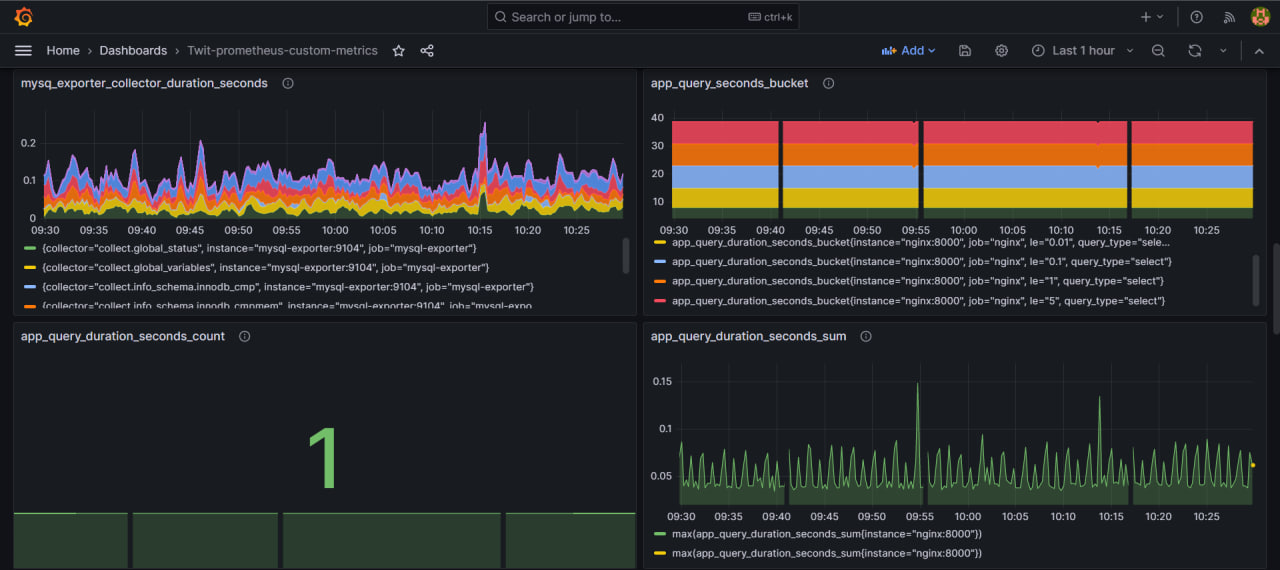 Search or jump to... ctrl+k
Home › Dashboards › Twit-prometheus-custom-metrics Add Last 1 hour
mysq_exporter_collector_duration_seconds
0.2
0.1
0
09:30 09:35 09:40 09:45 09:50 09:55 10:00 10:05 10:10 10:15 10:20 10:25
{collector="collect.global_status", instance="mysql-exporter:9104", job="mysql-exporter"}
{collector="collect.global_variables", instance="mysql-exporter:9104", job="mysql-exporter"}
{collector="collect.info_schema.innodb_cmp", instance="mysql-exporter:9104", job="mysql-exporter"}
{collector="collect.info_schema.innodb_cmpmem", instance="mysql-exporter:9104", job="mysql-expo
app_query_seconds_bucket
40
30
20
10
09:30 09:35 09:40 09:45 09:50 09:55 10:00 10:05 10:10 10:15 10:20 10:25
app_query_duration_seconds_bucket{instance="nginx:8000", job="nginx", le="0.01", query_type="sele...
app_query_duration_seconds_bucket{instance="nginx:8000", job="nginx", le="0.1", query_type="select"}
app_query_duration_seconds_bucket{instance="nginx:8000", job="nginx", le="1", query_type="select"}
app_query_duration_seconds_bucket{instance="nginx:8000", job="nginx", le="5", query_type="select"}
app_query_duration_seconds_count
1
app_query_duration_seconds_sum
0.15
0.1
0.05
09:30 09:35 09:40 09:45 09:50 09:55 10:00 10:05 10:10 10:15 10:20 10:25
max(app_query_duration_seconds_sum{instance="nginx:8000"})
max(app_query_duration_seconds_sum{instance="nginx:8000"})